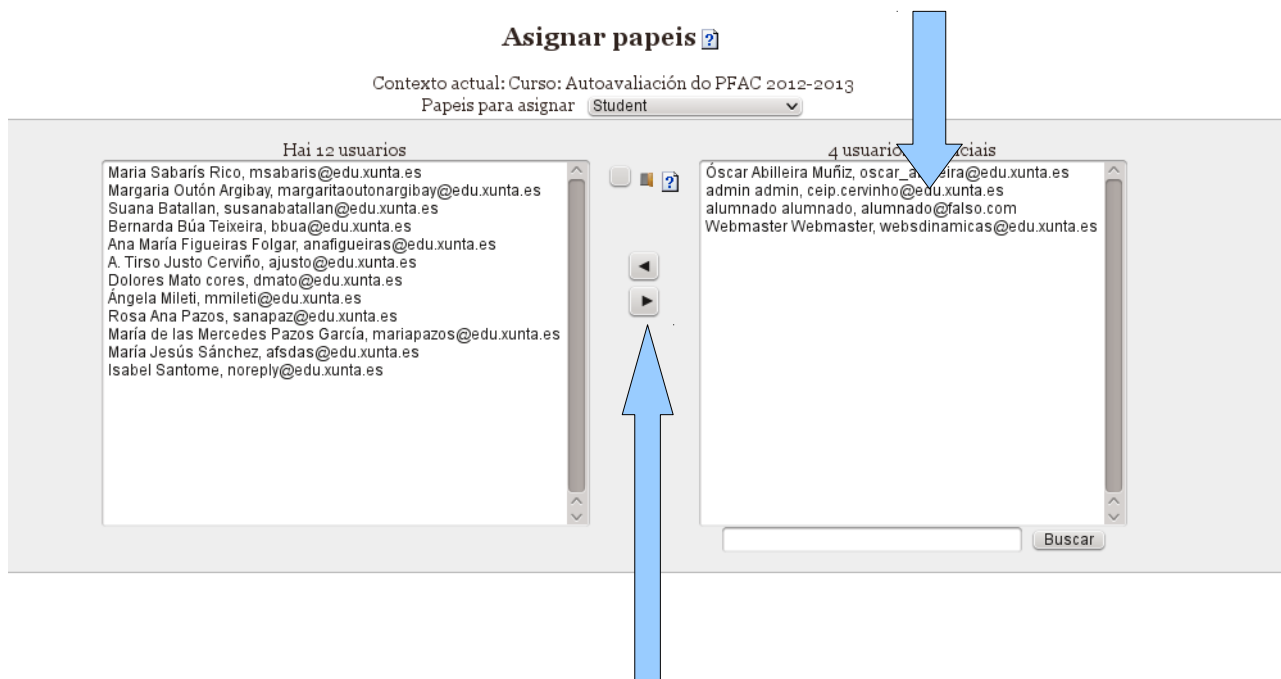 Asignar papeis
Contexto actual: Curso: Autoavaliación do PFAC 2012-2013
Papeis para asignar Student
Hai 12 usuarios
Maria Sabarís Rico, msabaris@edu.xunta.es
Margaria Outón Argibay, margaritaoutonargibay@edu.xunta.es
Suana Batallan, susanabatallan@edu.xunta.es
Bernarda Búa Teixeira, bbua@edu.xunta.es
Ana María Figueiras Folgar, anafigueiras@edu.xunta.es
A. Tirso Justo Cerviño, ajusto@edu.xunta.es
Dolores Mato cores, dmato@edu.xunta.es
Ángela Mileti, mmileti@edu.xunta.es
Rosa Ana Pazos, sanapaz@edu.xunta.es
María de las Mercedes Pazos García, mariapazos@edu.xunta.es
María Jesús Sánchez, afsdas@edu.xunta.es
Isabel Santome, noreply@edu.xunta.es
4
Óscar Abilleira Muñiz,
admin admin, ceip.cervinho@edu.xunta.es
alumnado alumnado, alumnado@falso.com
Webmaster Webmaster, websdinamicas@edu.xunta.es
Buscar